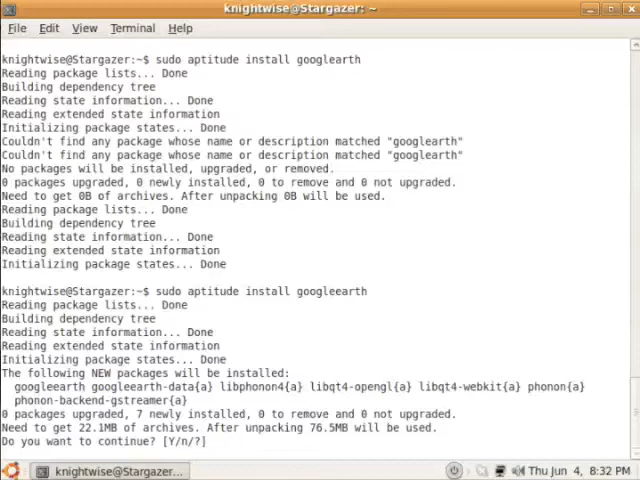 knightwise@Stargazer: ~
File Edit View Terminal Help
knightwise@Stargazer:~$ sudo aptitude install googlearth
Reading package lists... Done
Building dependency tree
Reading state information... Done
Reading extended state information
Initializing package states... Done
Couldn't find any package whose name or description matched "googlearth"
Couldn't find any package whose name or description matched "googlearth"
No packages will be installed, upgraded, or removed.
0 packages upgraded, 0 newly installed, 0 to remove and 0 not upgraded.
Need to get 0B of archives. After unpacking 0B will be used.
Reading package lists... Done
Building dependency tree
Reading state information... Done
Reading extended state information
Initializing package states... Done
knightwise@Stargazer:~$ sudo aptitude install googleearth
Reading package lists... Done
Building dependency tree
Reading state information... Done
Reading extended state information
Initializing package states... Done
The following NEW packages will be installed:
googleearth googleearth-data{a} libphonon4{a} libqt4-opengl{a} libqt4-webkit{a} phonon{a}
phonon-backend-gstreamer{a}
0 packages upgraded, 7 newly installed, 0 to remove and 0 not upgraded.
Need to get 22.1MB of archives. After unpacking 76.5MB will be used.
Do you want to continue? [Y/n/?]
knightwise@Stargazer... Thu Jun 4, 8:32 PM